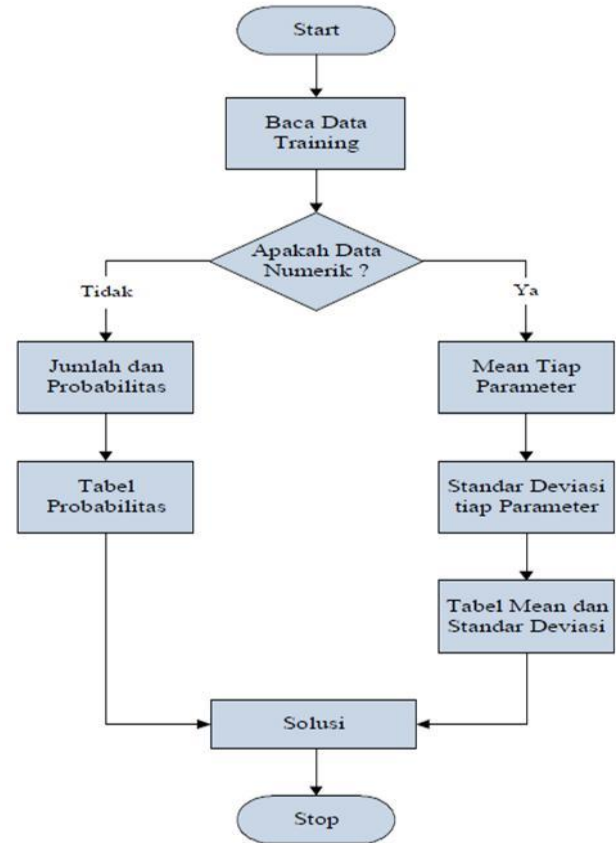 Start
Baca Data
Training
Apakah Data
Numerik ?
Tidak
Ya
Jumlah dan
Probabilitas
Mean Tiap
Parameter
Tabel
Probabilitas
Standar Deviasi
tiap Parameter
Tabel Mean dan
Standar Deviasi
Solusi
Stop